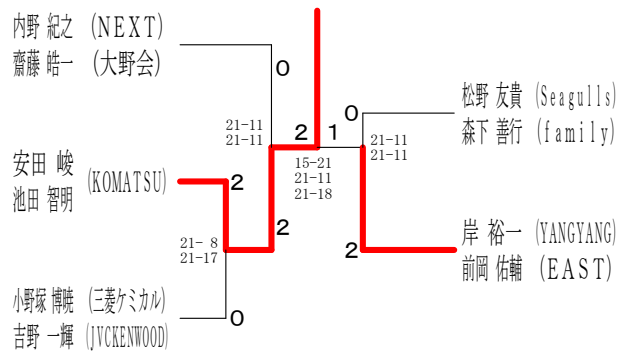 内野 紀之 (NEXT)
齋藤 皓一 (大野会)
0
松野 友貴 (Seagulls)
森下 善行 (family)
0
21-11
21-11
2
1
21-11
21-11
15-21
21-11
21-18
安田 峻
池田 智明
(KOMATSU)
2
2
21- 8
21-17
2
岸 裕一 (YANGYANG)
前岡 佑輔 (EAST)
小野塚 博暁 (三菱ケミカル)
吉野 一輝 (JVCKENWOOD)
0